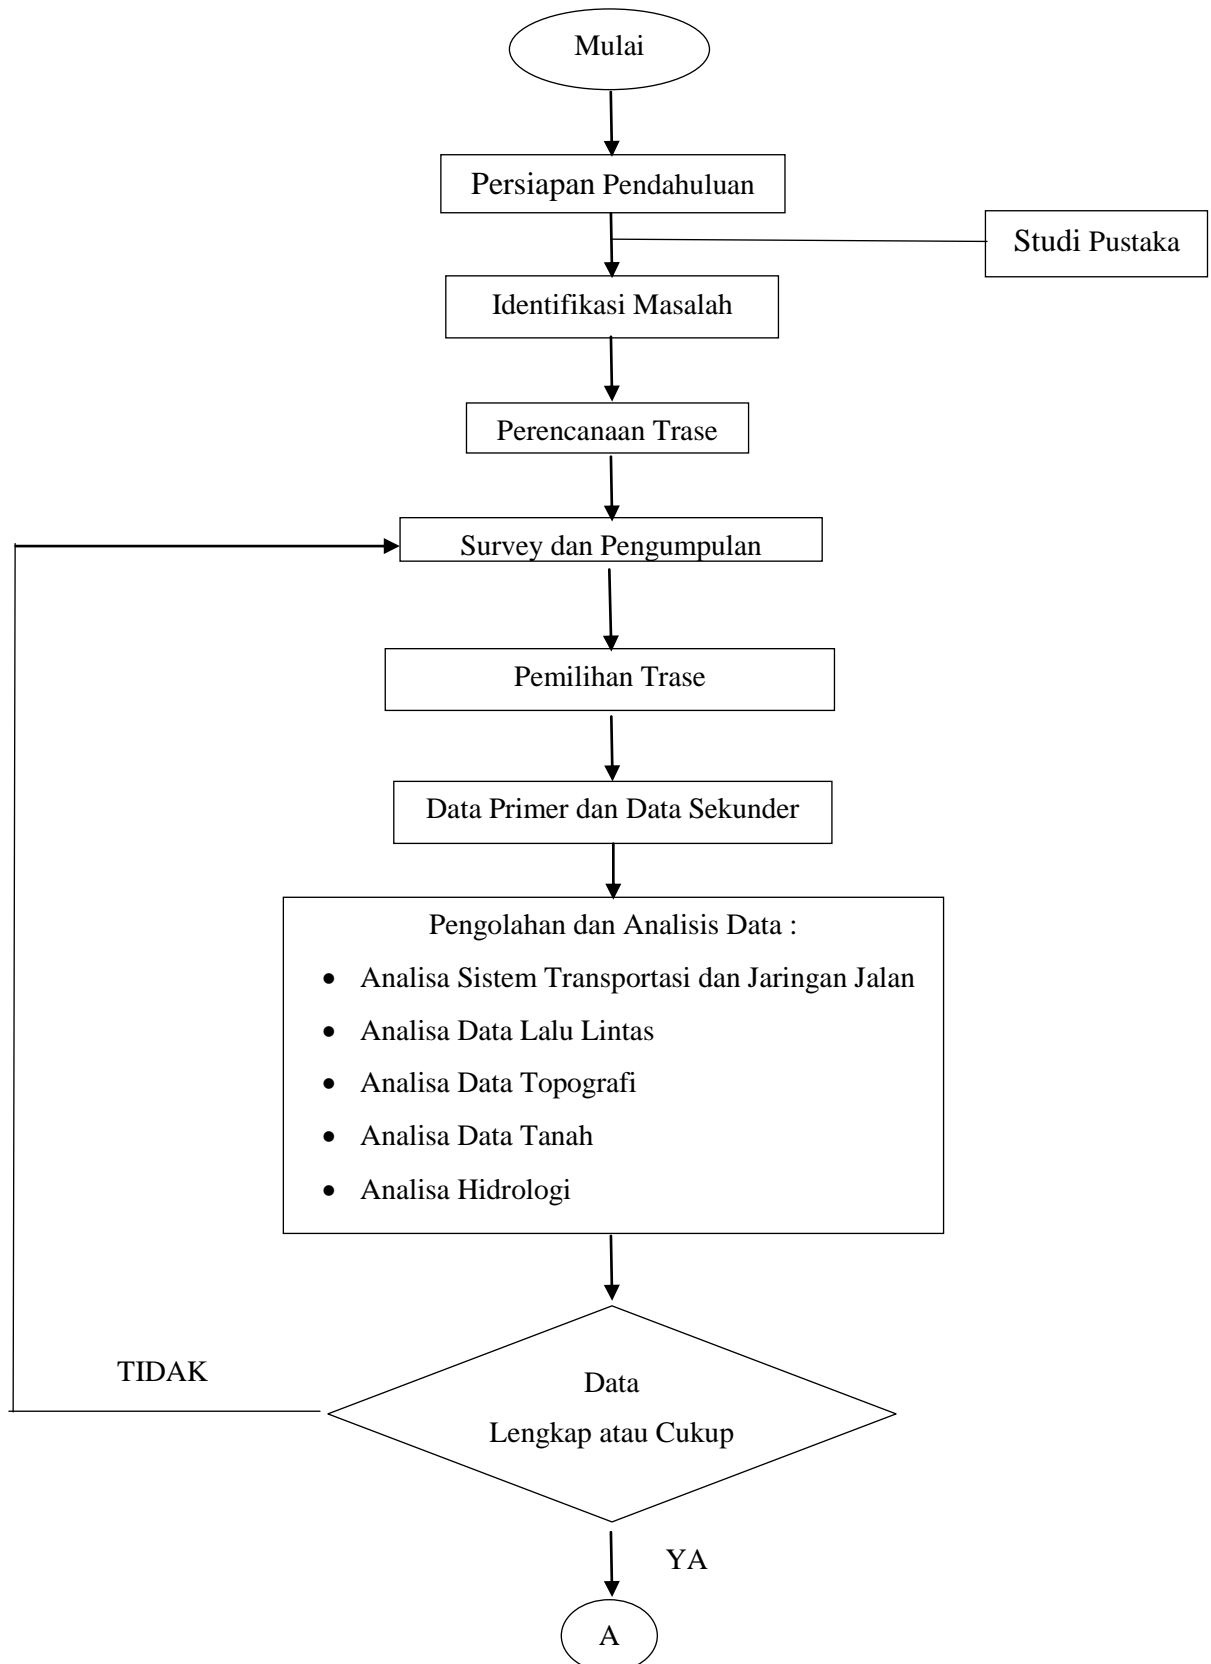 Mulai
Persiapan Pendahuluan
Studi Pustaka
Identifikasi Masalah
Perencanaan Trase
Survey dan Pengumpulan
Pemilihan Trase
Data Primer dan Data Sekunder
Pengolahan dan Analisis Data :
• Analisa Sistem Transportasi dan Jaringan Jalan
• Analisa Data Lalu Lintas
• Analisa Data Topografi
• Analisa Data Tanah
• Analisa Hidrologi
TIDAK
Data
Lengkap atau Cukup
YA
A